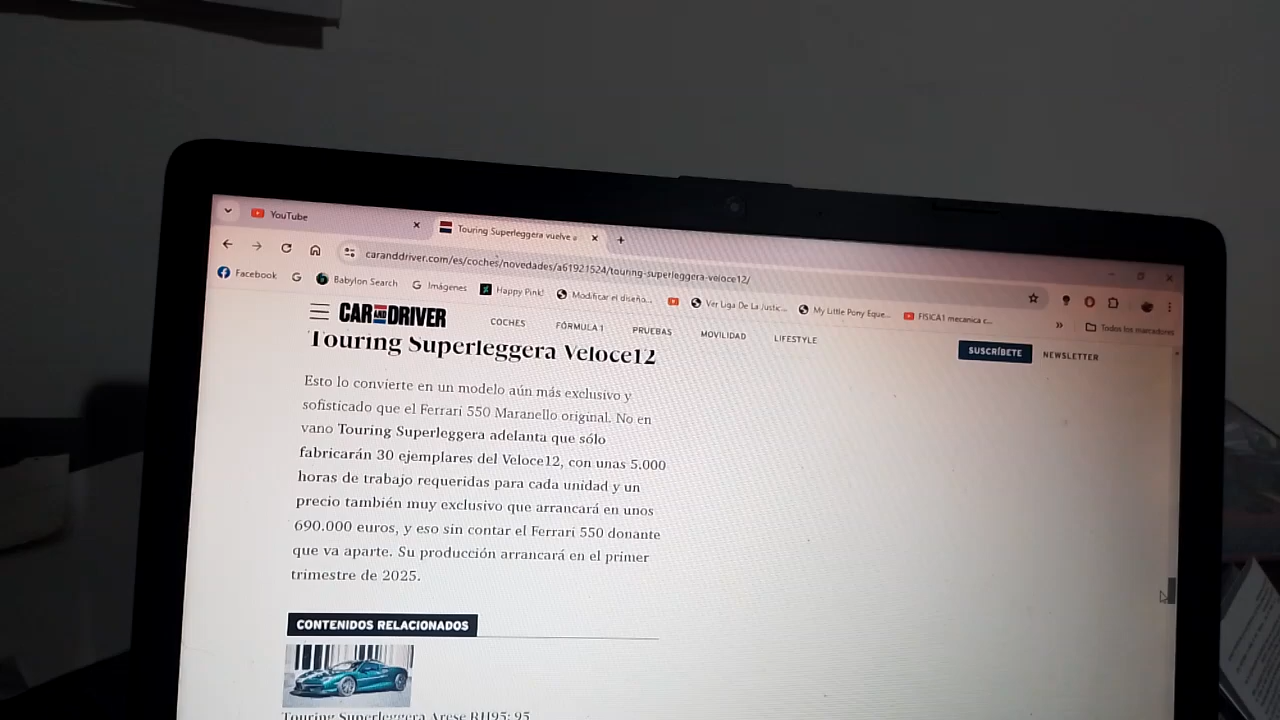 YouTube
Touring Superleggera vuelve a
caranddriver.com/es/coches/novedades/a61921524/touring-superleggera-veloce12/
Facebook
Babylon Search
Imágenes
Happy Pink!
Modificar el diseño...
Ver Liga De La Justic...
My Little Pony Eque...
FISICA1 mecanica c...
»
Todos los marcadores
CAR AND DRIVER
COCHES
FÓRMULA 1
PRUEBAS
MOVILIDAD
LIFESTYLE
SUSCRÍBETE
NEWSLETTER
Touring Superleggera Veloce12
Esto lo convierte en un modelo aún más exclusivo y
sofisticado que el Ferrari 550 Maranello original. No en
vano Touring Superleggera adelanta que sólo
fabricarán 30 ejemplares del Veloce12, con unas 5.000
horas de trabajo requeridas para cada unidad y un
precio también muy exclusivo que arrancará en unos
690.000 euros, y eso sin contar el Ferrari 550 donante
que va aparte. Su producción arrancará en el primer
trimestre de 2025.
CONTENIDOS RELACIONADOS
Touring Superleggera Arese RH95: 95